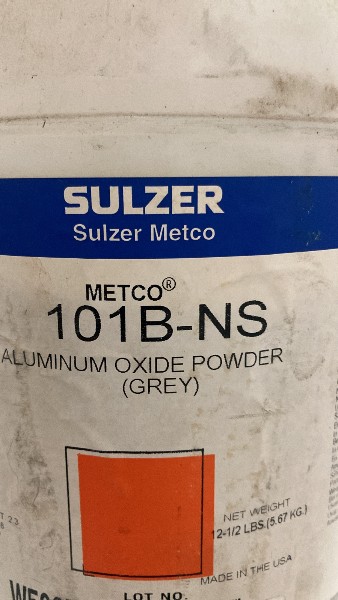 SULZER
Sulzer Metco
METCO®
101B-NS
ALUMINUM OXIDE POWDER
(GREY)
T 23
NET WEIGHT
12-1/2 LBS.(5.67 KG.)
MADE IN THE USA
LOT NO.